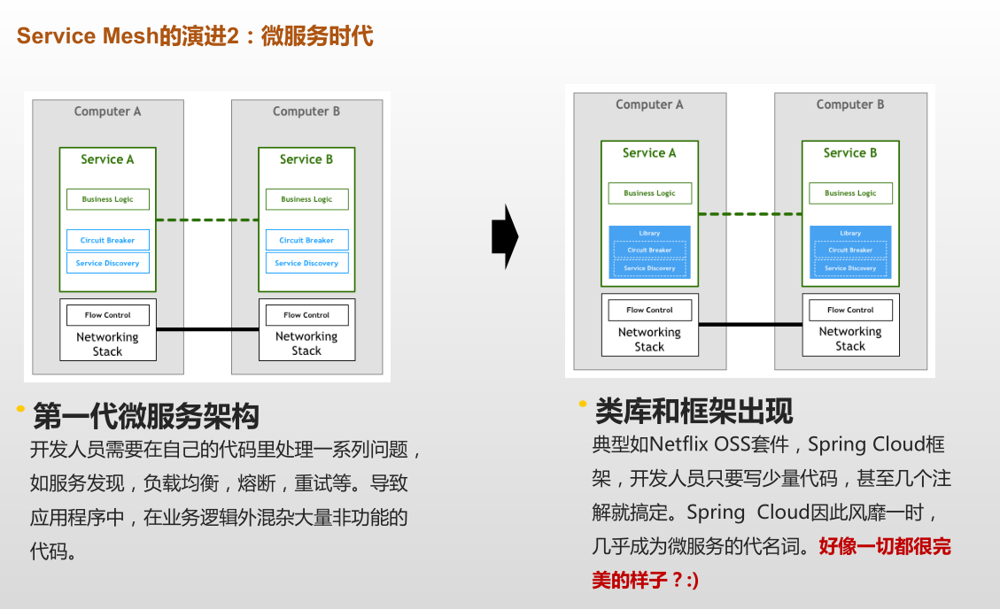 Service Mesh的演进2：微服务时代
Computer A
Computer B
Service A
Service B
Business Logic
Business Logic
Circuit Breaker
Circuit Breaker
Service Discovery
Service Discovery
Flow Control
Flow Control
Networking
Stack
Networking
Stack
Computer A
Computer B
Service A
Service B
Business Logic
Business Logic
Library
Library
Circuit Breaker
Circuit Breaker
Service Discovery
Service Discovery
Flow Control
Flow Control
Networking
Stack
Networking
Stack
第一代微服务架构
开发人员需要在自己的代码里处理一系列问题，
如服务发现，负载均衡，熔断，重试等。导致
应用程序中，在业务逻辑外混杂大量非功能的
代码。
类库和框架出现
典型如Netflix OSS套件，Spring Cloud框
架，开发人员只要写少量代码，甚至几个注
解就搞定。Spring Cloud因此风靡一时，
几乎成为微服务的代名词。好像一切都很完
美的样子？:)